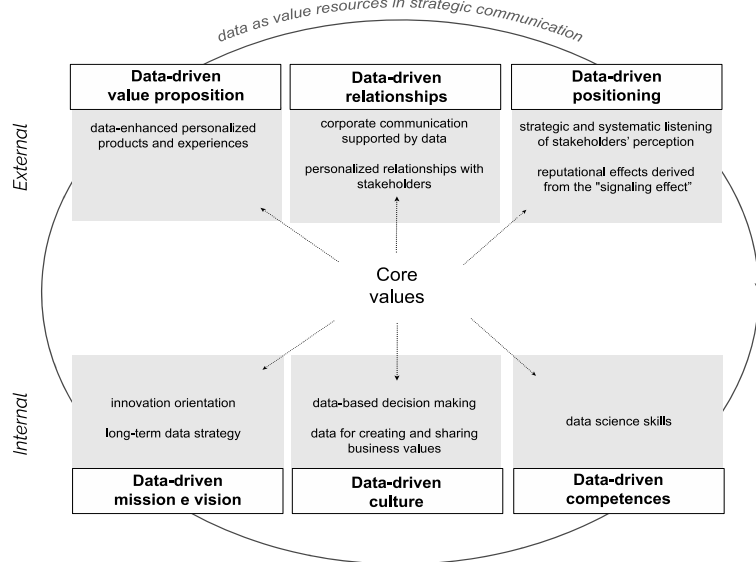 data as value resources in strategic communication
External
Data-driven
value proposition
data-enhanced personalized
products and experiences
Data-driven
relationships
corporate communication
supported by data
personalized relationships with
stakeholders
Data-driven
positioning
strategic and systematic listening
of stakeholders' perception
reputational effects derived
from the "signaling effect”
Core
values
Internal
innovation orientation
long-term data strategy
Data-driven
mission e vision
data-based decision making
data for creating and sharing
business values
Data-driven
culture
data science skills
Data-driven
competences